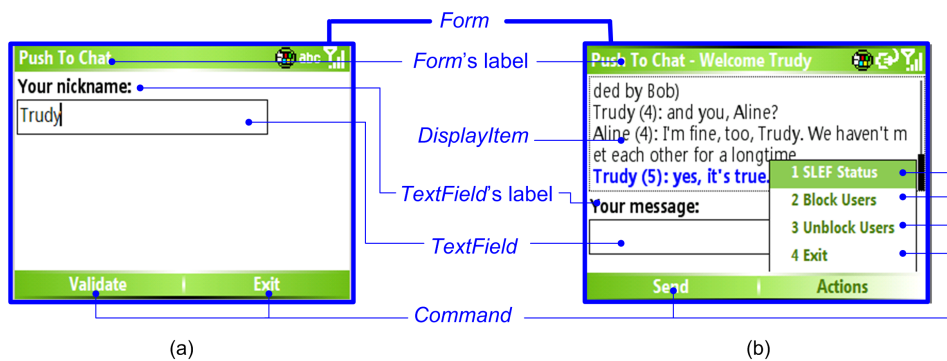 Form
Push To Chat
abc
Form's label
Push To Chat - Welcome Trudy
Your nickname:
Trudy
ded by Bob)
Trudy (4): and you, Aline?
DisplayItem
Aline (4): I'm fine, too, Trudy. We haven't m
et each other for a longtime
Trudy (5): yes, it's true.
1 SLEF Status
TextField's label
2 Block Users
Your message:
3 Unblock Users
TextField
4 Exit
Validate
Exit
Send
Actions
Command
(a)
(b)